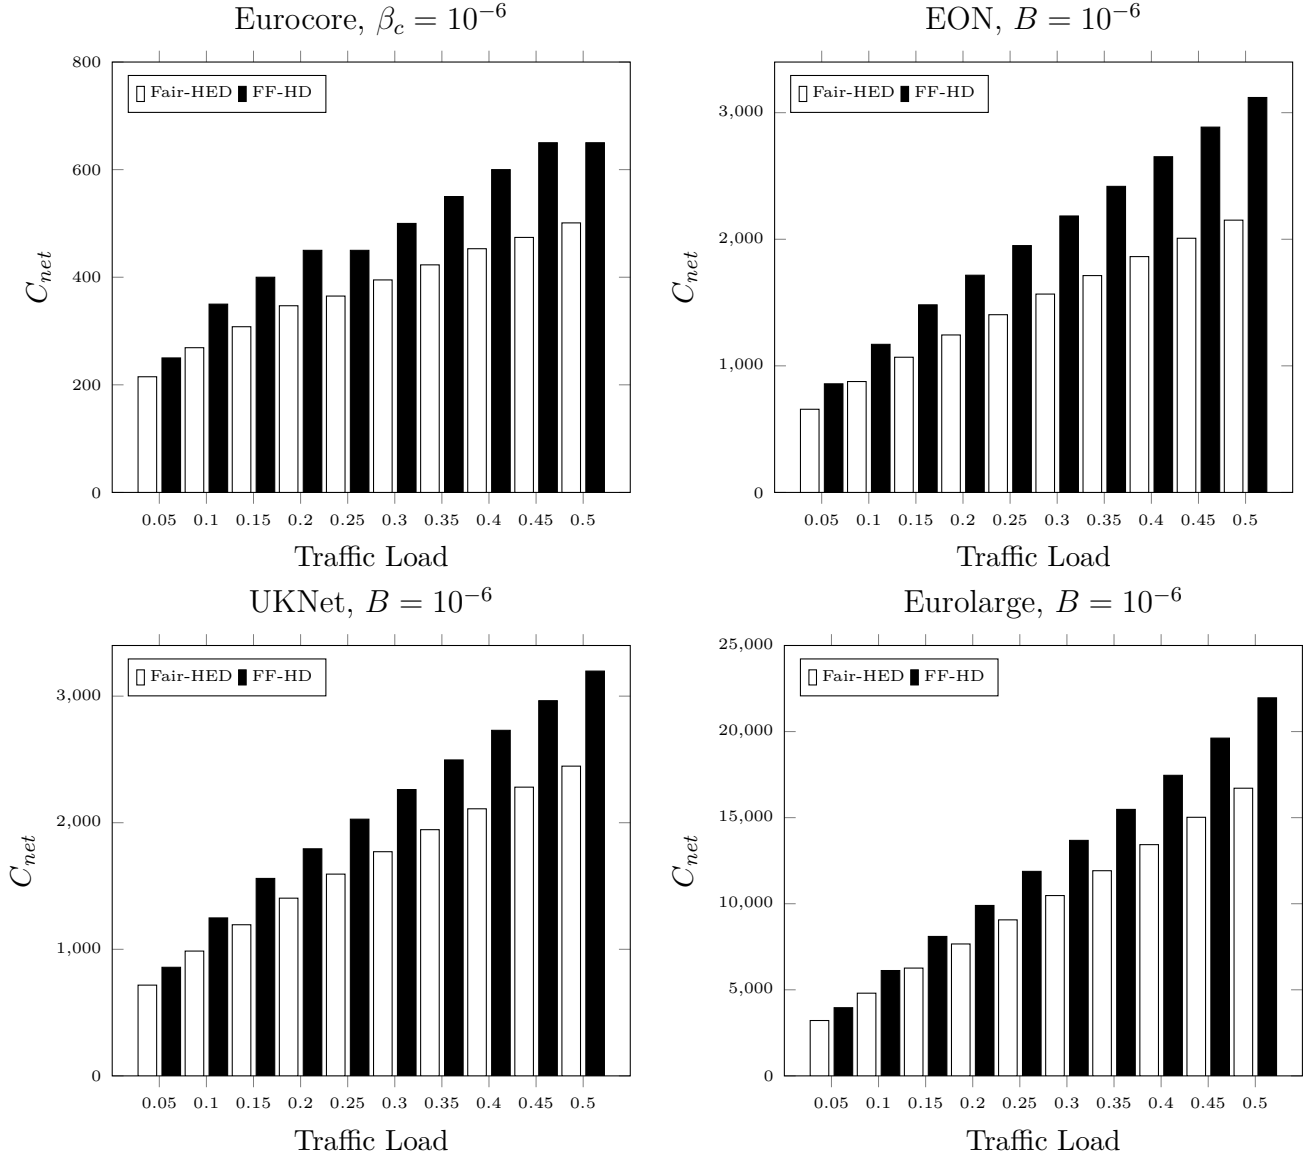 Eurocore, β_c = 10^−6
800
600
400
200
0
C_net
Fair-HED FF-HD
0.05 0.1 0.15 0.2 0.25 0.3 0.35 0.4 0.45 0.5
Traffic Load
EON, B = 10^−6
3,000
2,000
1,000
0
C_net
Fair-HED FF-HD
0.05 0.1 0.15 0.2 0.25 0.3 0.35 0.4 0.45 0.5
Traffic Load
UKNet, B = 10^−6
3,000
2,000
1,000
0
C_net
Fair-HED FF-HD
0.05 0.1 0.15 0.2 0.25 0.3 0.35 0.4 0.45 0.5
Traffic Load
Eurolarge, B = 10^−6
25,000
20,000
15,000
10,000
5,000
0
C_net
Fair-HED FF-HD
0.05 0.1 0.15 0.2 0.25 0.3 0.35 0.4 0.45 0.5
Traffic Load